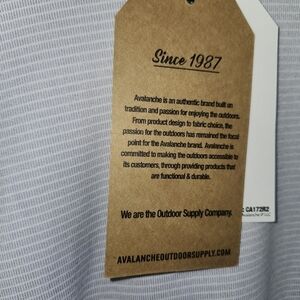 Since 1987
Avalanche is an authentic brand built on
tradition and passion for enjoying the outdoors.
From product design to fabric choice, the
passion for the outdoors has remained the focal
point for the Avalanche brand. Avalanche is
committed to making the outdoors accessible to
its customers, through providing products that
are functional & durable.
We are the Outdoor Supply Company.
AVALANCHEOUTDOORSUPPLY.COM
: CA172R2